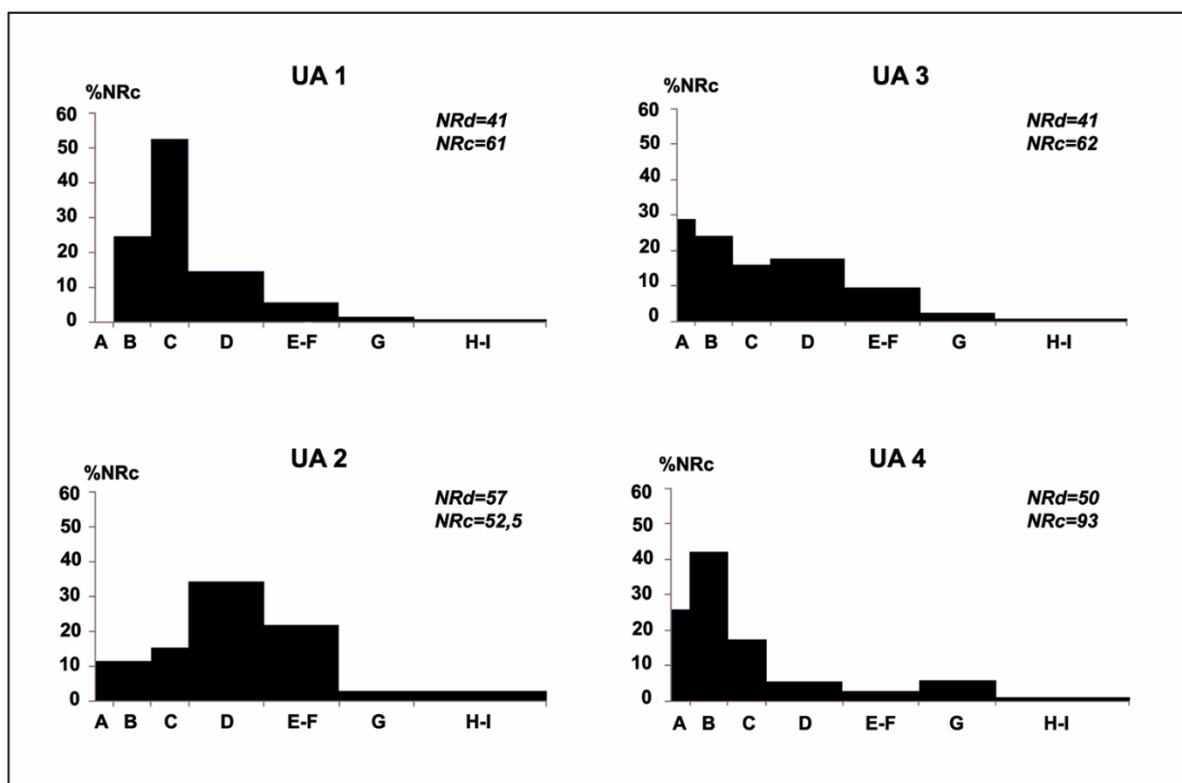 UA 1
%NRc
NRd=41
NRc=61
60
50
40
30
20
10
0
A B C D E-F G H-I
UA 3
%NRc
NRd=41
NRc=62
60
50
40
30
20
10
0
A B C D E-F G H-I
UA 2
%NRc
NRd=57
NRc=52,5
60
50
40
30
20
10
0
A B C D E-F G H-I
UA 4
%NRc
NRd=50
NRc=93
60
50
40
30
20
10
0
A B C D E-F G H-I